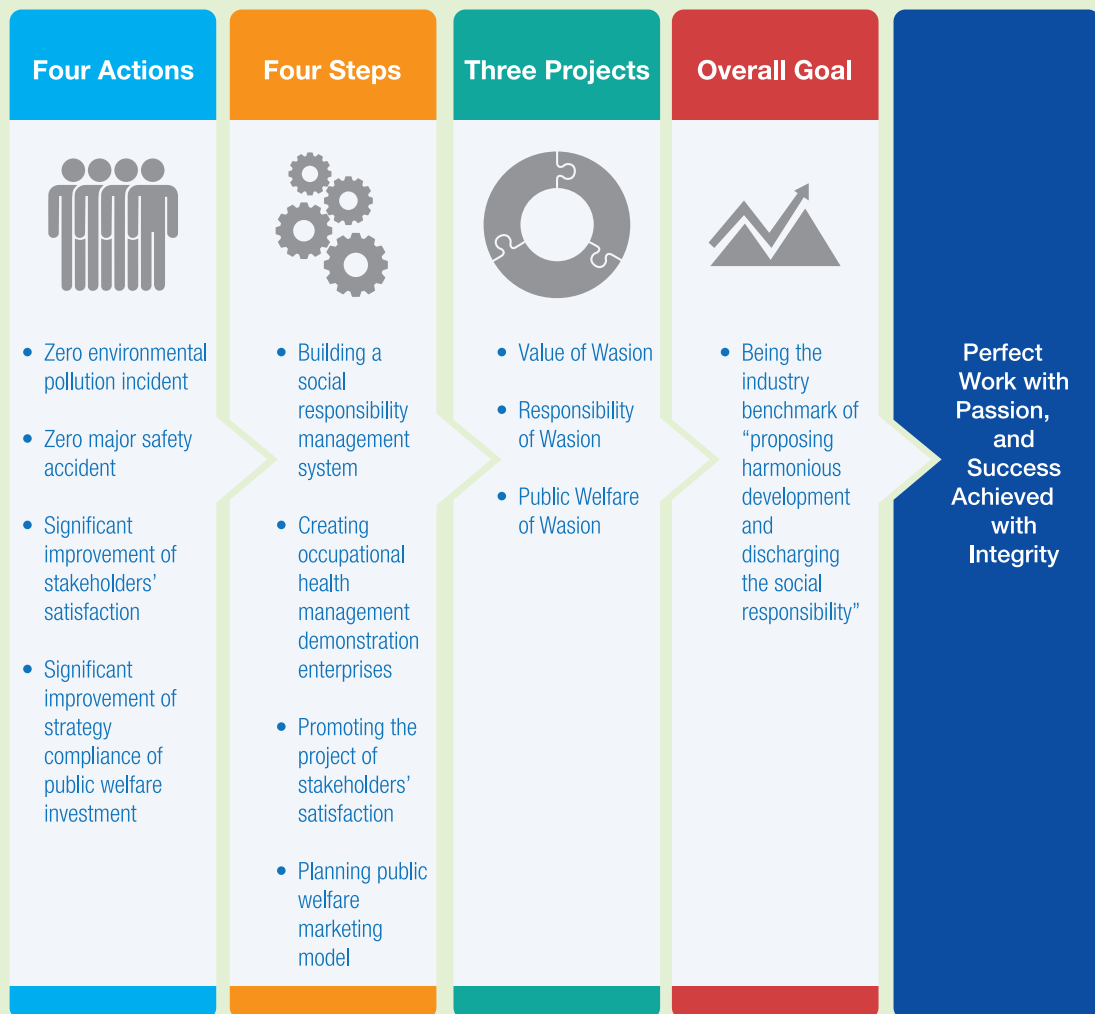 Four Actions
Zero environmental
pollution incident
Zero major safety
accident
Significant
improvement of
stakeholders’
satisfaction
Significant
improvement of
strategy
compliance of
public welfare
investment
Four Steps
Building a
social
responsibility
management
system
Creating
occupational
health
management
demonstration
enterprises
Promoting the
project of
stakeholders’
satisfaction
Planning public
welfare
marketing
model
Three Projects
Value of Wasion
Responsibility
of Wasion
Public Welfare
of Wasion
Overall Goal
Being the
industry
benchmark of
“proposing
harmonious
development
and
discharging
the social
responsibility”
Perfect
Work with
Passion,
and
Success
Achieved
with
Integrity